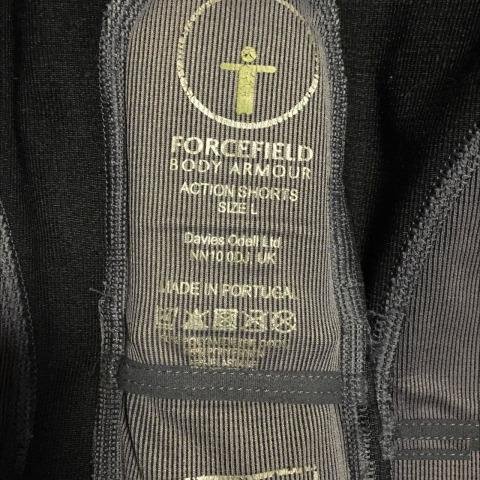 FORCEFIELD
BODY ARMOUR
ACTION SHORTS
SIZE L
Davies Odell Ltd
NN10 0DJ UK
MADE IN PORTUGAL